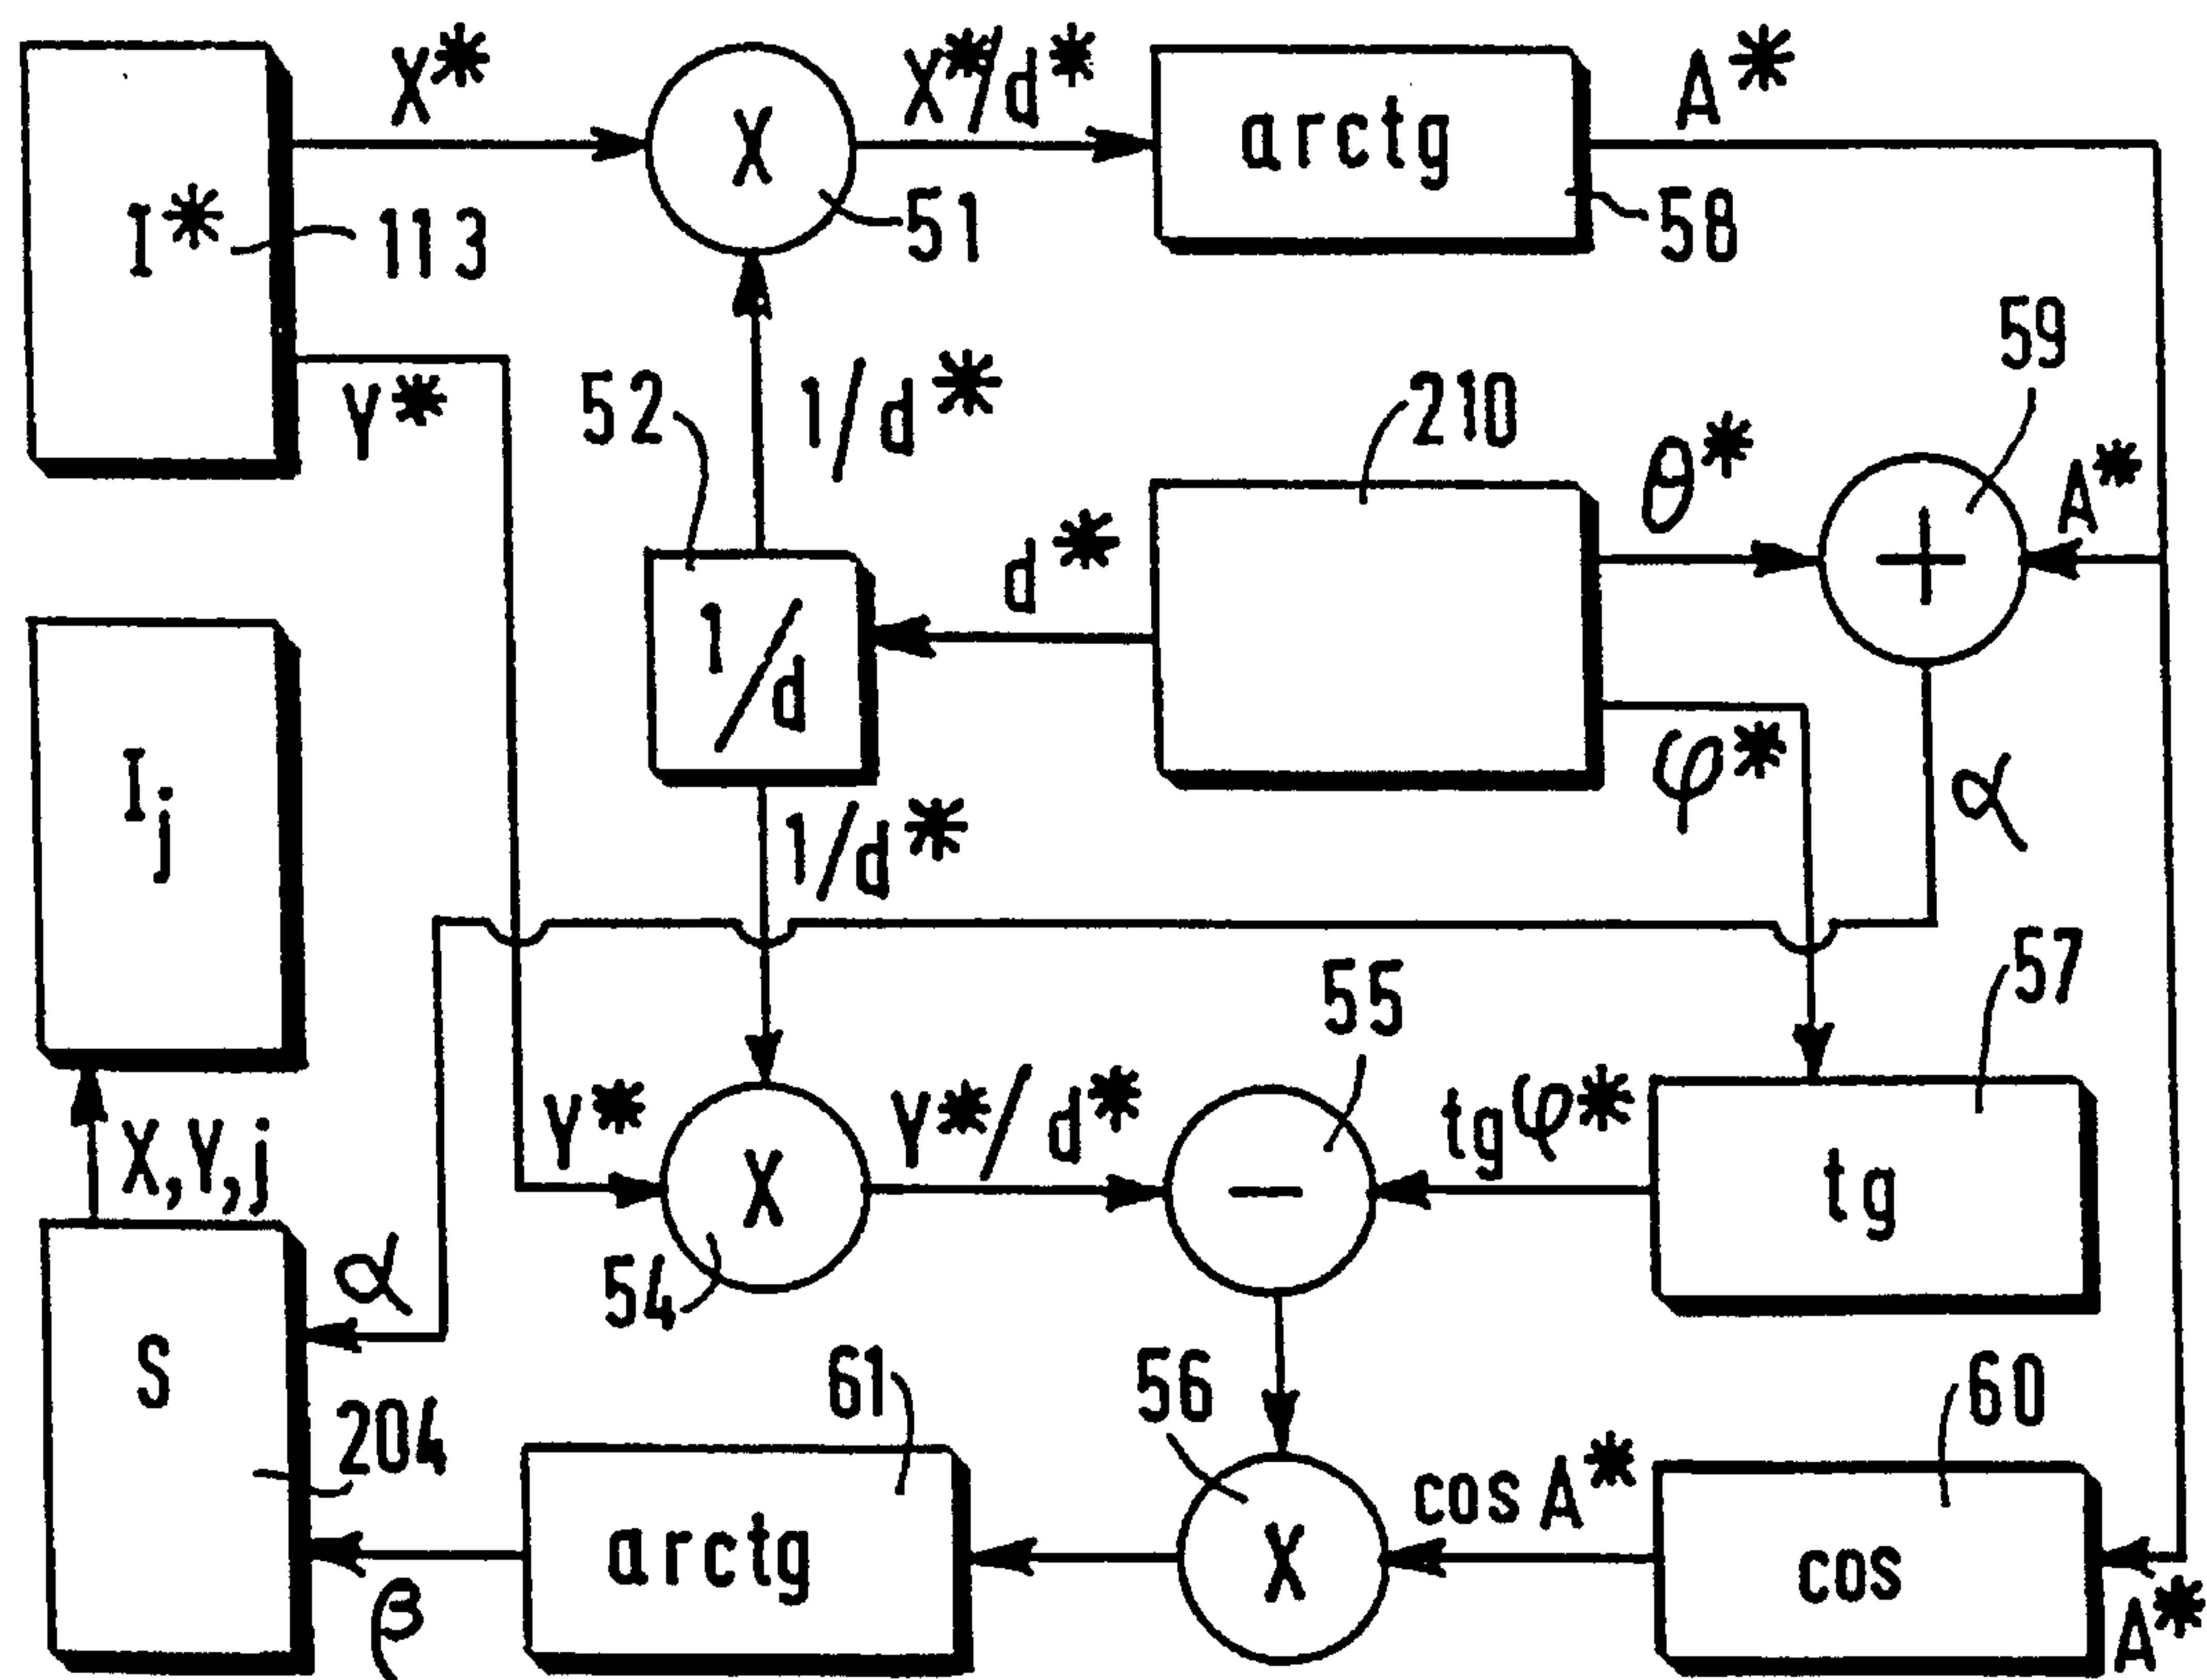 X*
X
X*/d*
arctg
A*
I*
113
51
58
59
Y*
52
1/d*
210
θ*
A*
d*
+
1/d
Ij
φ*
α
1/d*
57
55
Y*
Y*/d*
tgφ*
X,Y,j
X
−
tg
α
54
S
61
56
60
204
cos A*
arctg
X
cos
β
A*